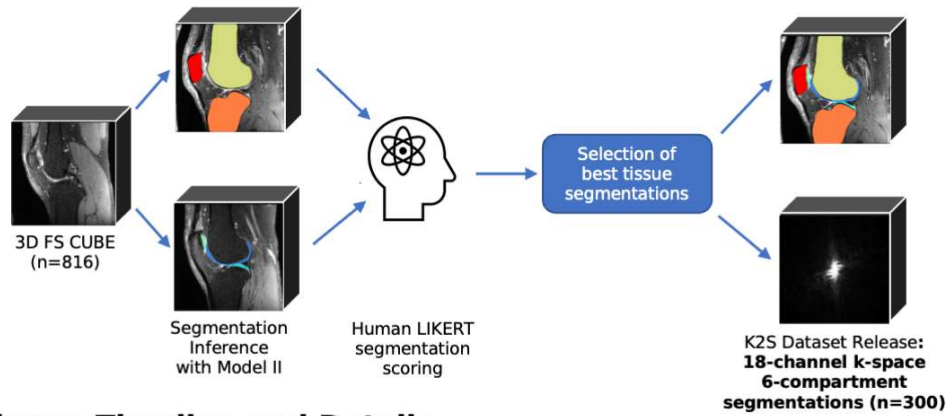 3D FS CUBE
(n=816)
Segmentation
Inference
with Model II
Human LIKERT
segmentation
scoring
Selection of
best tissue
segmentations
K2S Dataset Release:
18-channel k-space
6-compartment
segmentations (n=300)